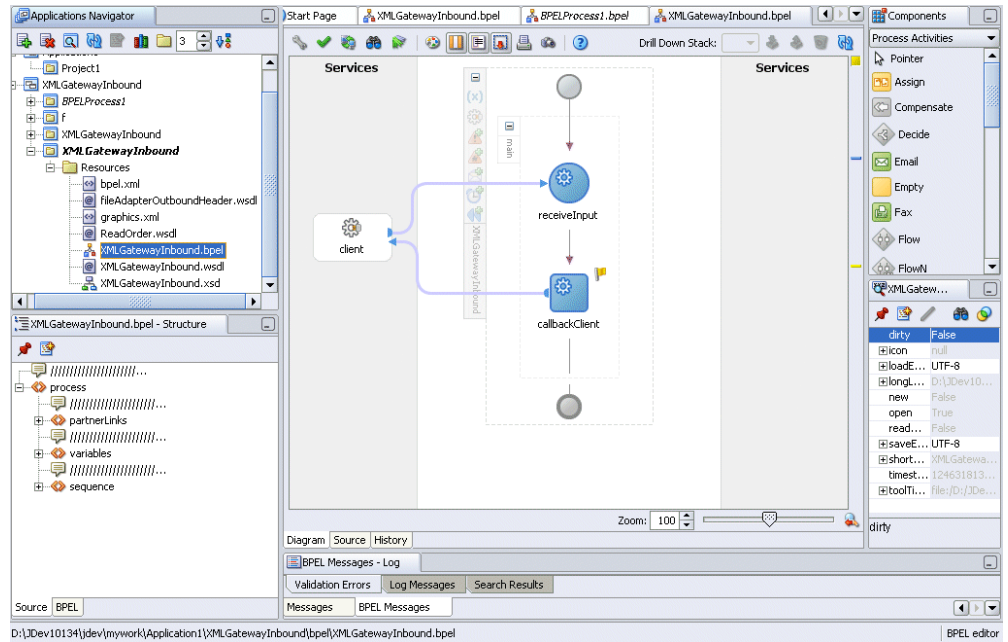 Applications Navigator
3
Applications
Project1
XMLGatewayInbound
BPELProcess1
f
XMLGatewayInbound
XMLGatewayInbound
Resources
bpel.xml
fileAdapterOutboundHeader.wsdl
graphics.xml
ReadOrder.wsdl
XMLGatewayInbound.bpel
XMLGatewayInbound.wsdl
XMLGatewayInbound.xsd
XMLGatewayInbound.bpel - Structure
//////////////////////...
process
//////////////////////...
partnerLinks
//////////////////////...
variables
//////////////////////...
sequence
Source BPEL
Start Page XMLGatewayInbound.bpel BPELProcess1.bpel XMLGatewayInbound.bpel
Drill Down Stack:
Services
Services
(x)
main
XMLGatewayInbound
receiveInput
client
callbackClient
Zoom: 100
Diagram Source History
BPEL Messages - Log
Validation Errors Log Messages Search Results
Messages BPEL Messages
Components
Process Activities
Pointer
Assign
Compensate
Decide
Email
Empty
Fax
Flow
FlowN
XMLGatew...
dirty False
icon null
loadE... UTF-8
longL... D:\JDev10...
new False
open True
read... False
saveE... UTF-8
short... XMLGatewa...
timest... 124631813...
toolTi... file:/D:/JDe...
dirty
D:\JDev10134\jdev\mywork\Application1\XMLGatewayInbound\bpel\XMLGatewayInbound.bpel
BPEL editor